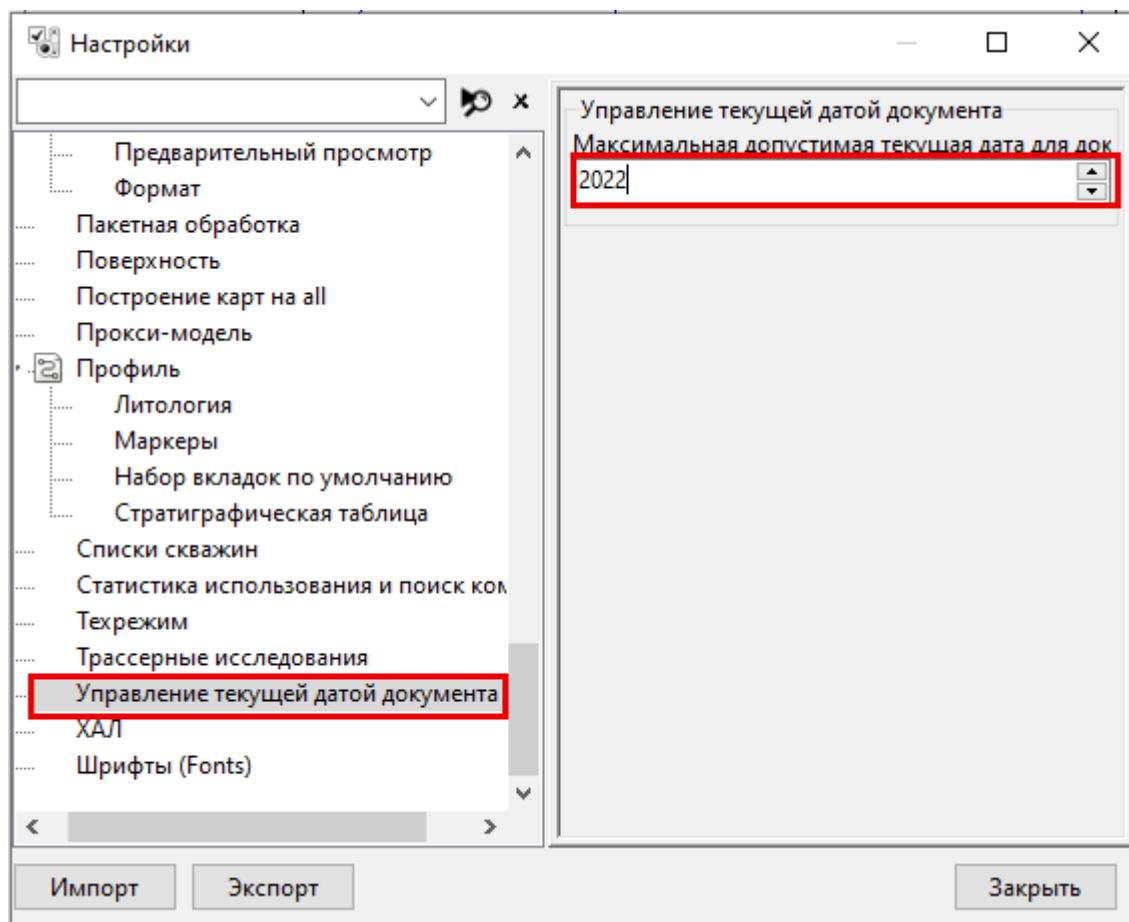 Настройки
Предварительный просмотр
Формат
Пакетная обработка
Поверхность
Построение карт на all
Прокси-модель
Профиль
Литология
Маркеры
Набор вкладок по умолчанию
Стратиграфическая таблица
Списки скважин
Статистика использования и поиск ком
Техрежим
Трассерные исследования
Управление текущей датой документа
ХАЛ
Шрифты (Fonts)
Управление текущей датой документа
Максимальная допустимая текущая дата для док
2022
Импорт
Экспорт
Закрыть